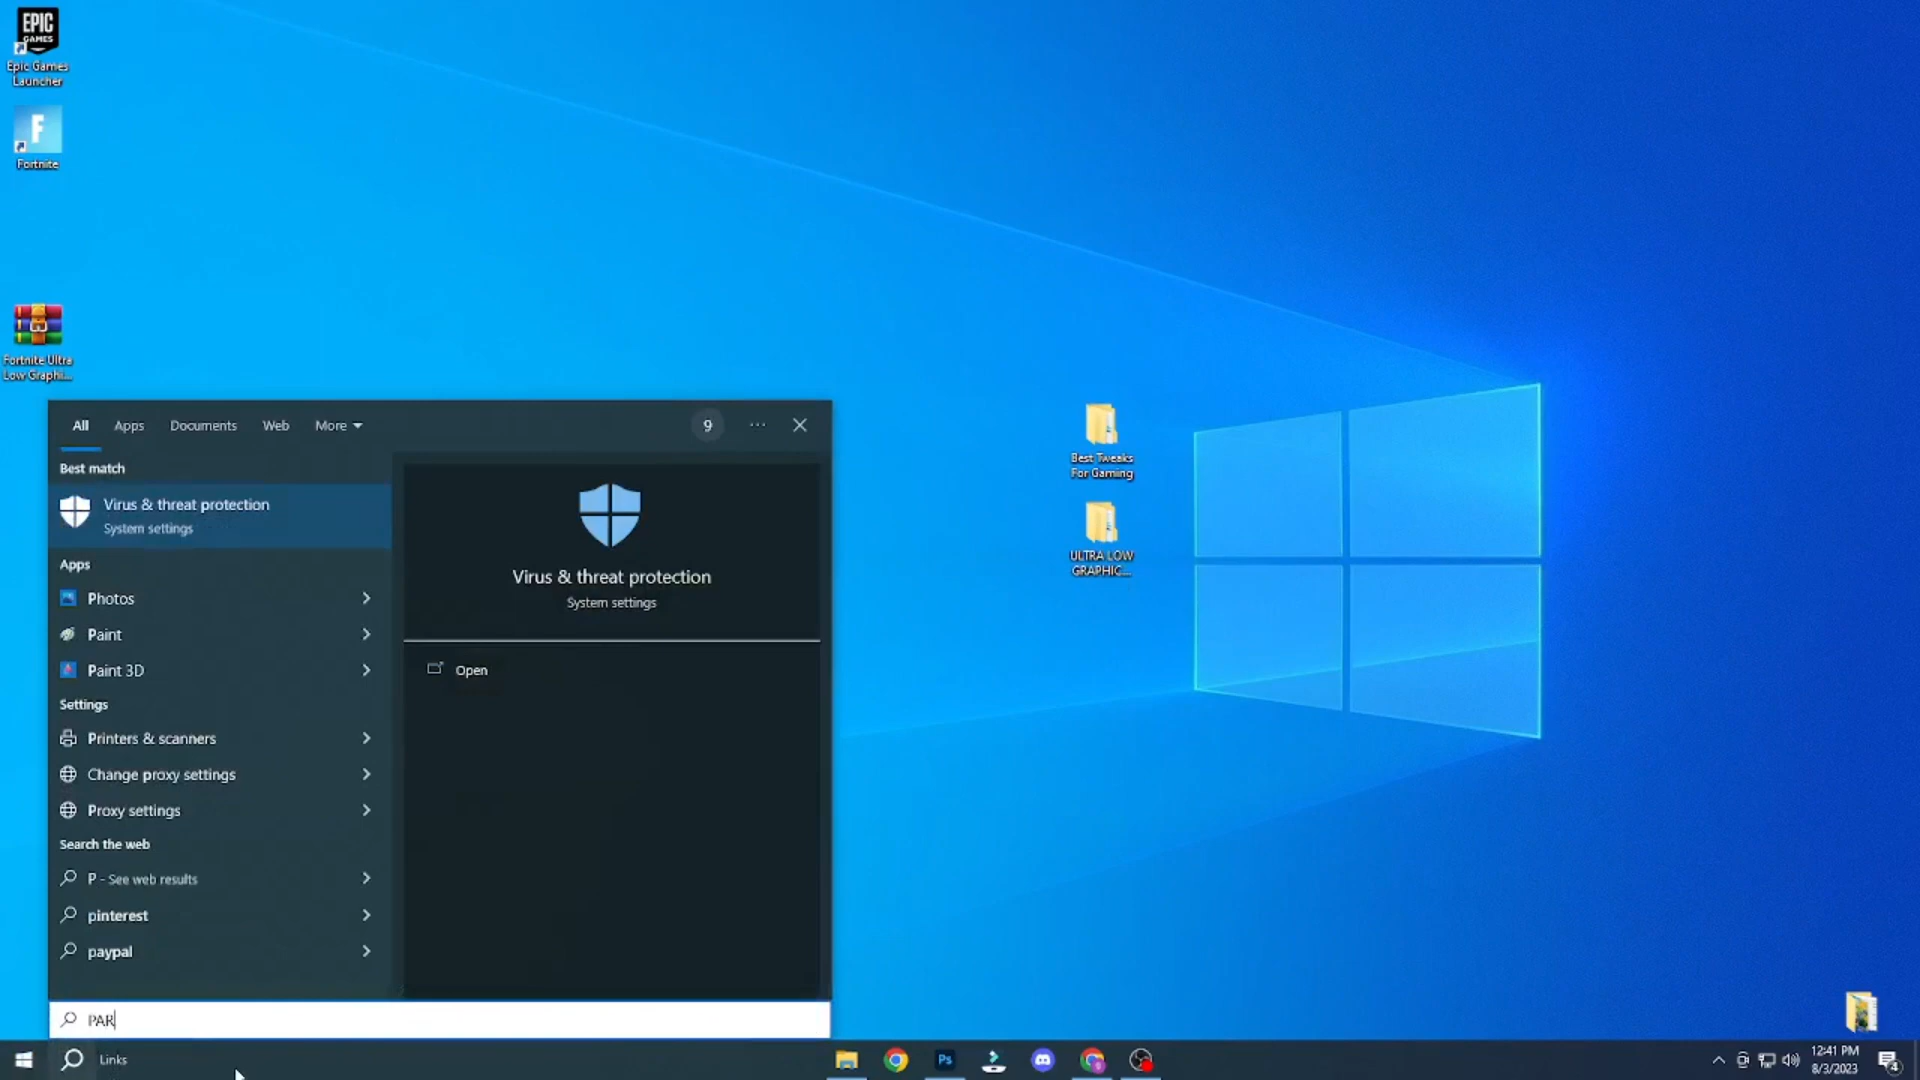 EPIC
GAMES
Epic Games
Launcher
F
Fortnite
Fortnite Ultra
Low Graphi...
All
Apps
Documents
Web
More
9
Best match
Virus & threat protection
System settings
Apps
Photos
Paint
Paint 3D
Settings
Printers & scanners
Change proxy settings
Proxy settings
Search the web
P - See web results
pinterest
paypal
Virus & threat protection
System settings
Open
PAR
Best Tweaks
For Gaming
ULTRA LOW
GRAPHIC...
Links
Ps
12:41 PM
8/3/2023
4